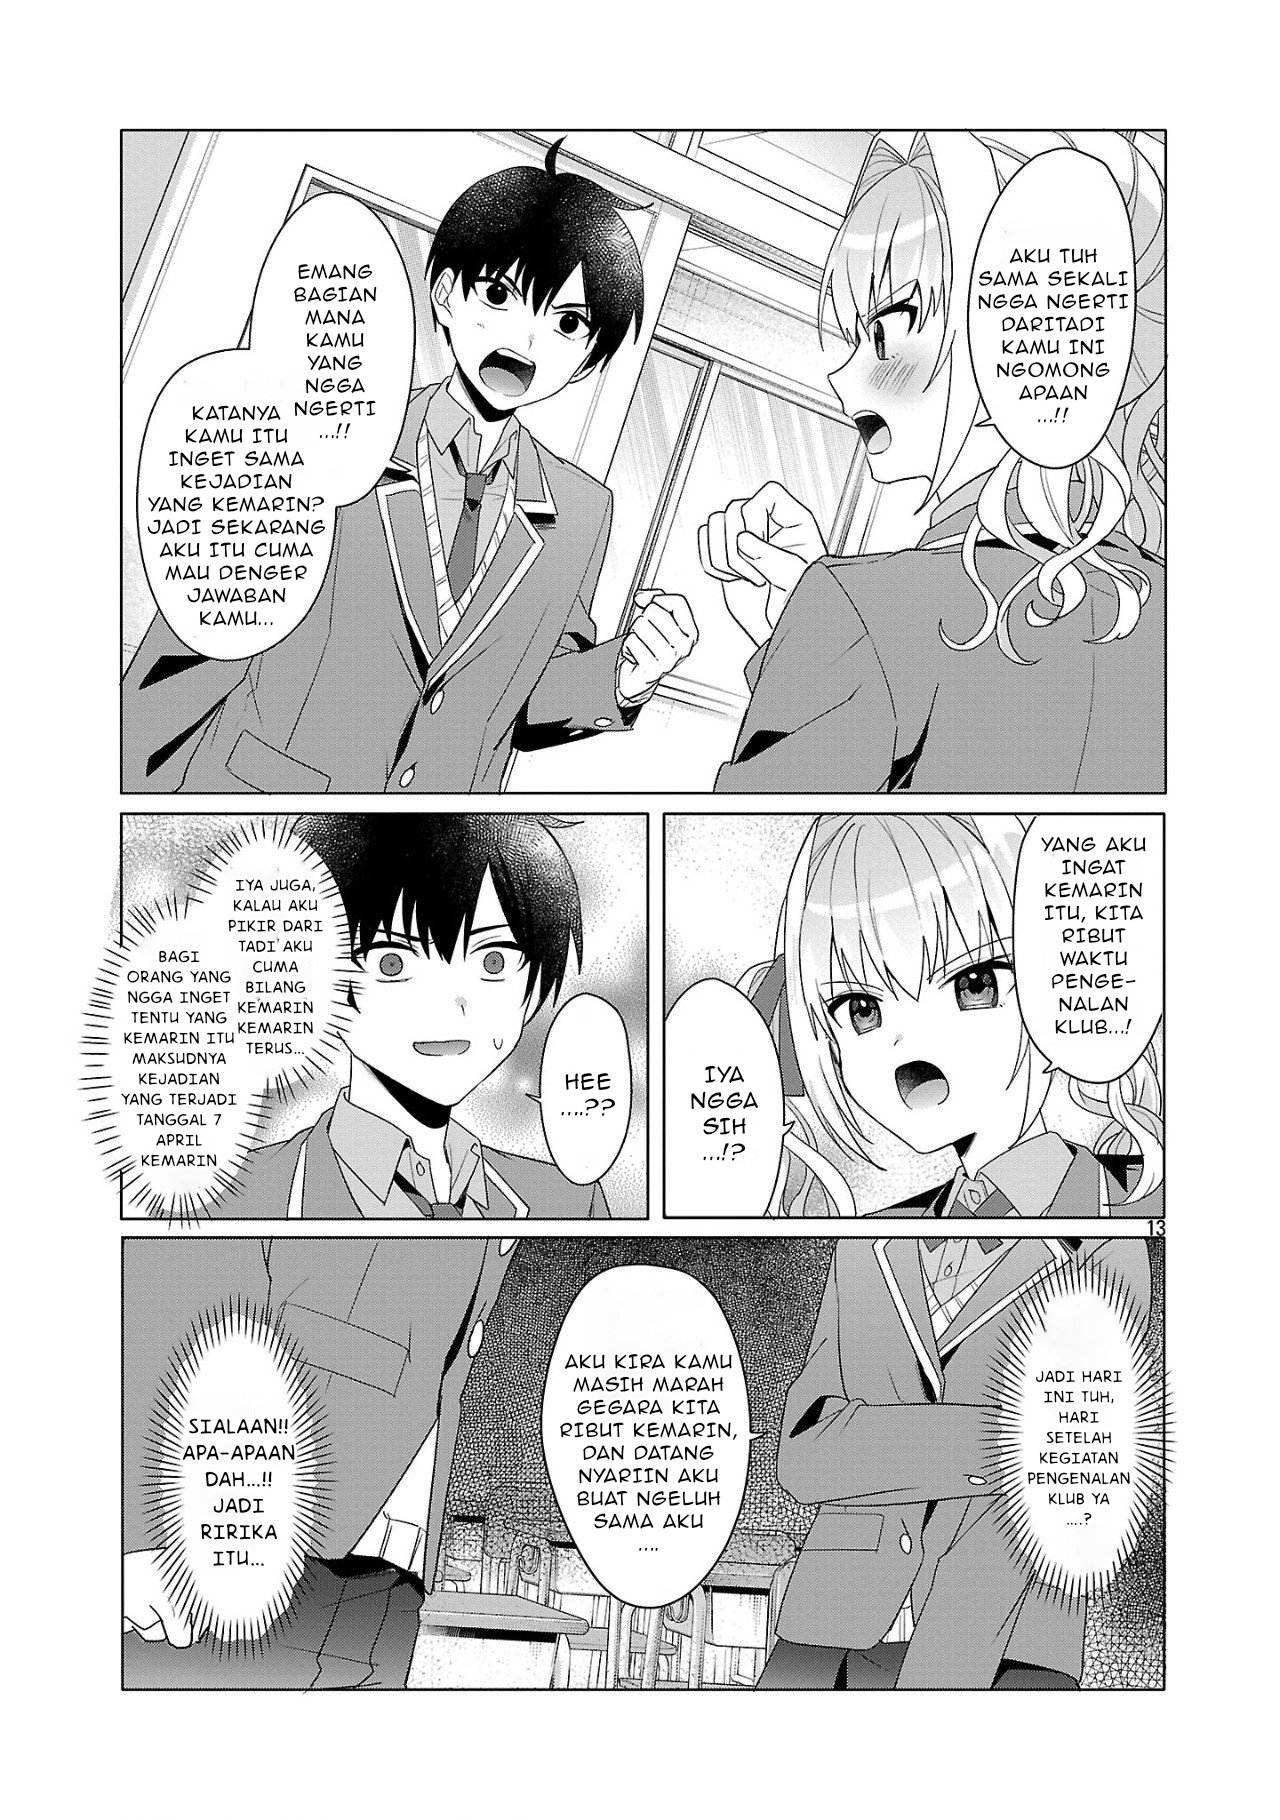 AKU TUH
SAMA SEKALI
NGGA NGERTI
DARITADI
KAMU INI
NGOMONG
APAAN
...!!
EMANG
BAGIAN
MANA
KAMU
YANG
NGGA
NGERTI
...!!
KATANYA
KAMU ITU
INGET SAMA
KEJADIAN
YANG KEMARIN?
JADI SEKARANG
AKU ITU CUMA
MAU DENGER
JAWABAN
KAMU...
YANG AKU
INGAT
KEMARIN
ITU, KITA
RIBUT
WAKTU
PENGE-
NALAN
KLUB...!
IYA
NGGA
SIH
...!?
HEE
....??
IYA JUGA,
KALAU AKU
PIKIR DARI
TADI AKU
CUMA
BILANG
KEMARIN
KEMARIN
TERUS...
BAGI
ORANG YANG
NGGA INGET
TENTU YANG
KEMARIN ITU
MAKSUDNYA
KEJADIAN
YANG TERJADI
TANGGAL 7
APRIL
KEMARIN
13
JADI HARI
INI TUH,
HARI
SETELAH
KEGIATAN
PENGENALAN
KLUB YA
....?
AKU KIRA KAMU
MASIH MARAH
GEGARA KITA
RIBUT KEMARIN,
DAN DATANG
NYARIIN AKU
BUAT NGELUH
SAMA AKU
....
SIALAAN!!
APA-APAAN
DAH...!!
JADI
RIRIKA
ITU...